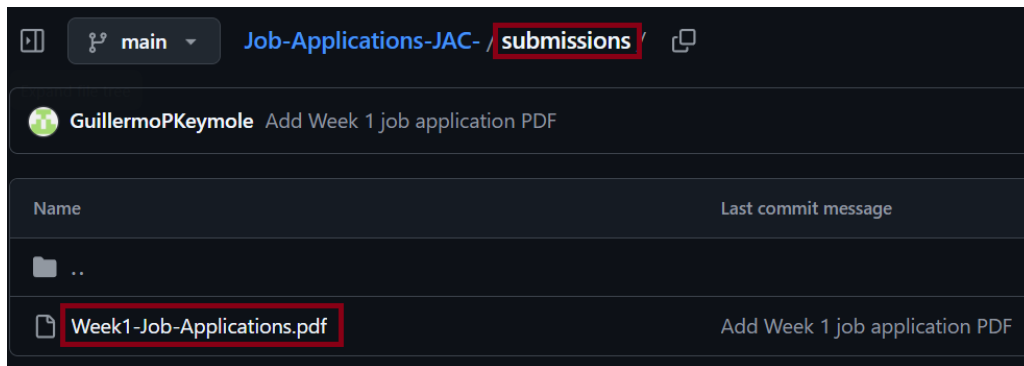 main Job-Applications-JAC- / submissions /
GuillermoPKeymole Add Week 1 job application PDF
Name Last commit message
..
Week1-Job-Applications.pdf Add Week 1 job application PDF